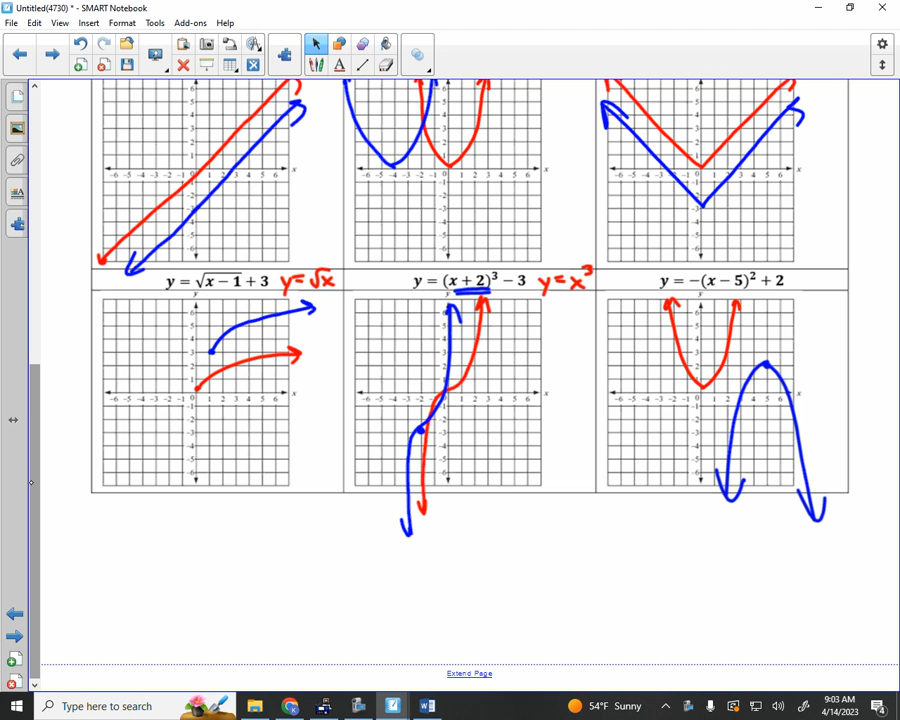 Untitled(4730) * - SMART Notebook
File Edit View Insert Format Tools Add-ons Help
y = √x − 1 + 3 y = √x
y = (x + 2)³ − 3 y = x³
y = −(x − 5)² + 2
Extend Page
Type here to search
54°F Sunny
9:03 AM
4/14/2023